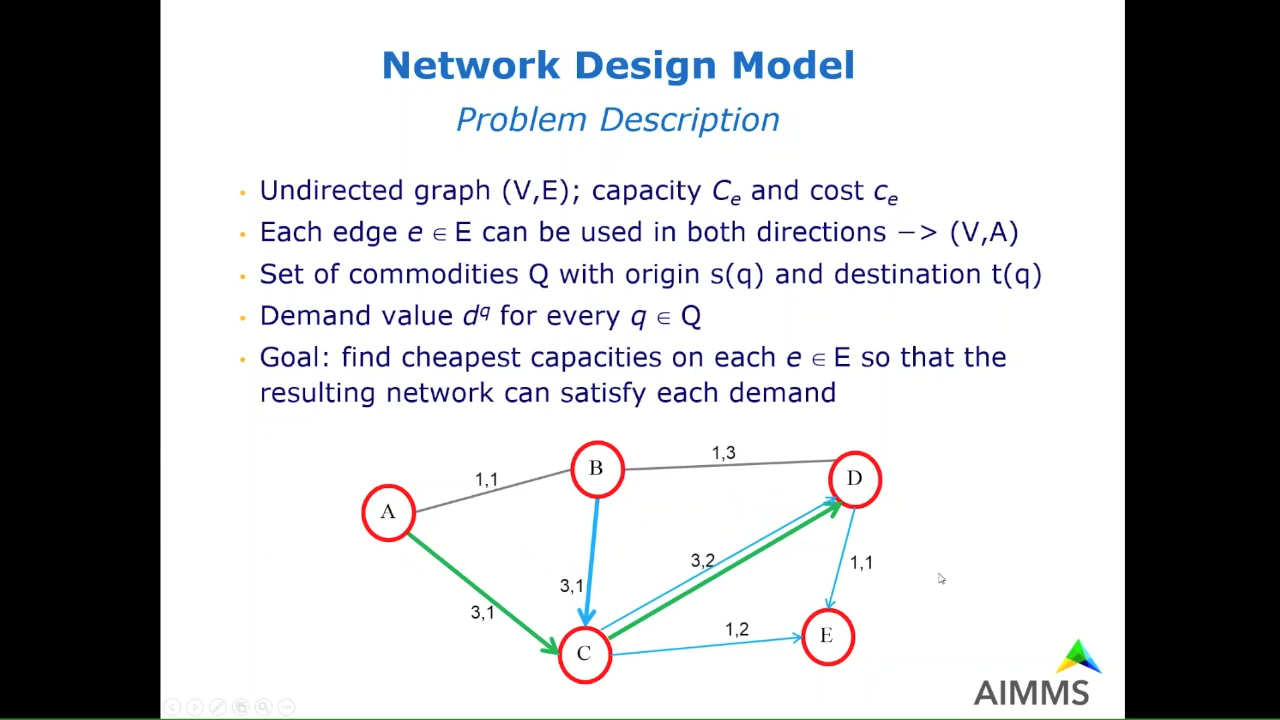 Network Design Model
Problem Description
• Undirected graph (V,E); capacity Cₑ and cost cₑ
• Each edge e ∈ E can be used in both directions −> (V,A)
• Set of commodities Q with origin s(q) and destination t(q)
• Demand value d^q for every q ∈ Q
• Goal: find cheapest capacities on each e ∈ E so that the
resulting network can satisfy each demand
1,3
B
D
1,1
A
3,2
1,1
3,1
3,1
1,2
E
C
AIMMS